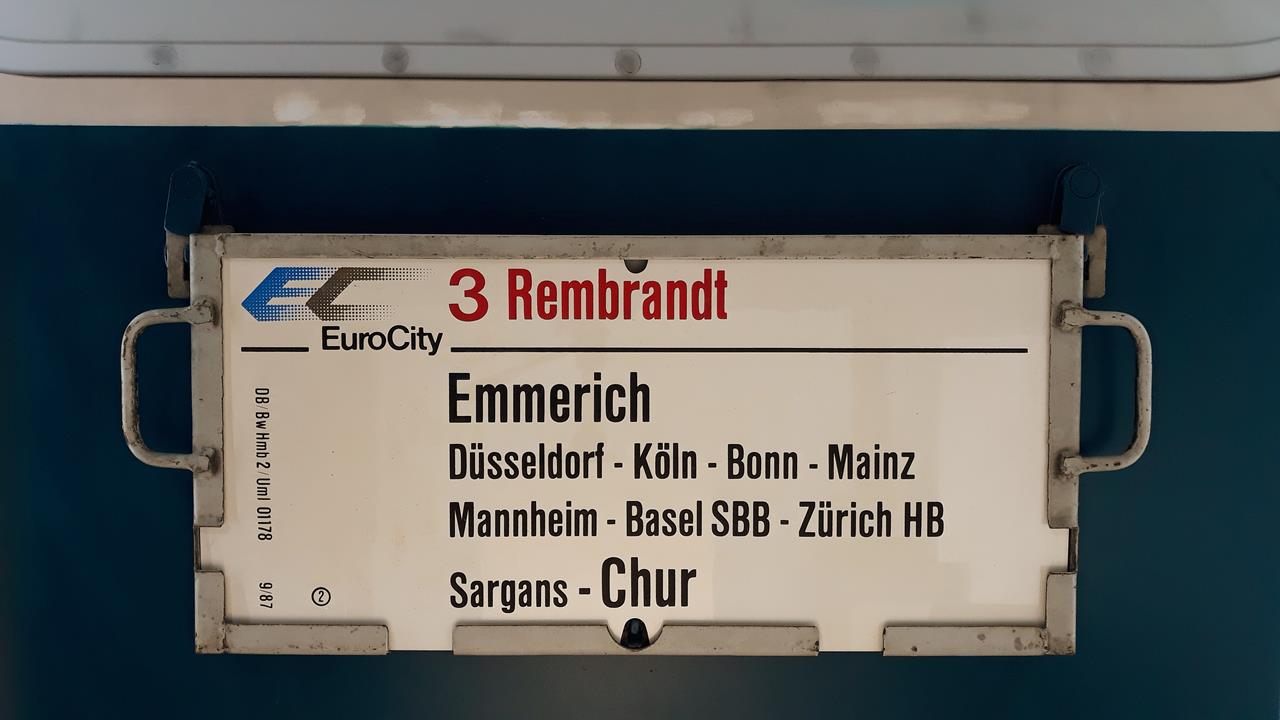 EC 3 Rembrandt
EuroCity
Emmerich
Düsseldorf - Köln - Bonn - Mainz
Mannheim - Basel SBB - Zürich HB
Sargans - Chur
DB/Bw Hmb 2/Uml 01178
9/87
2